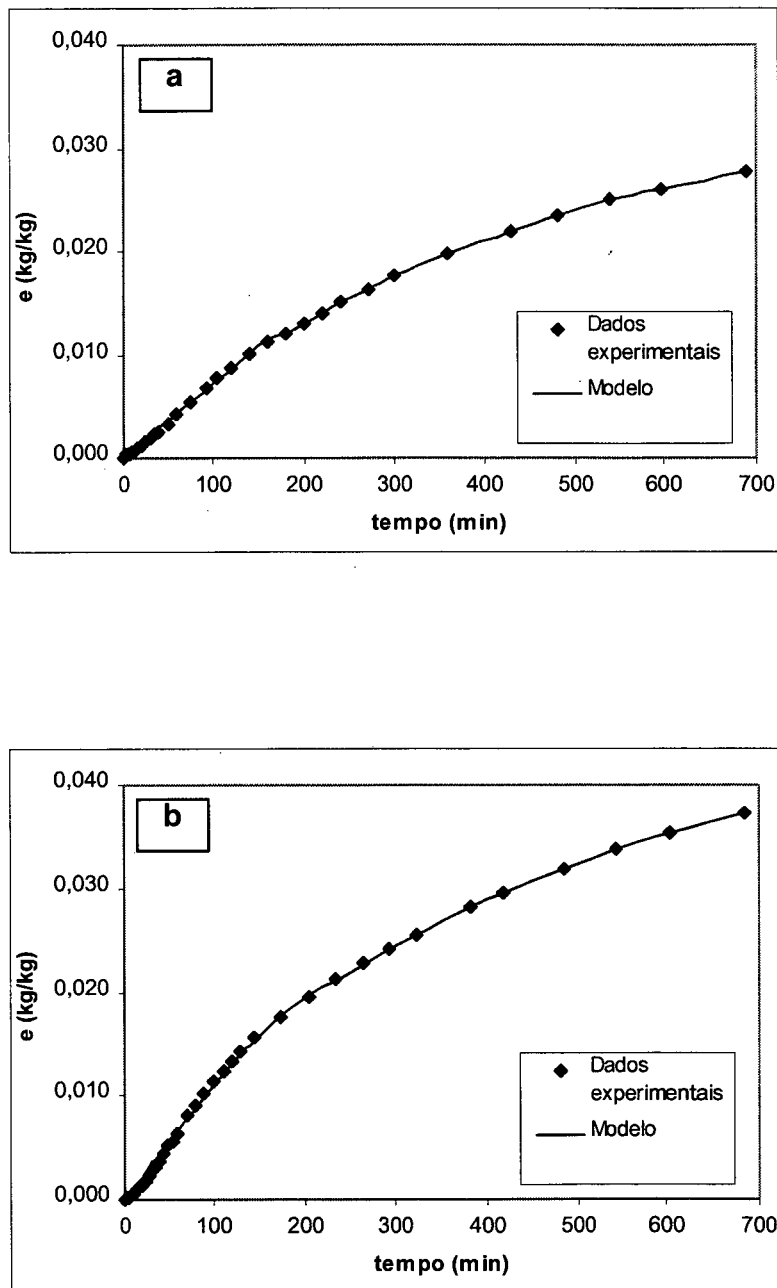 a
0,040
0,030
0,020
0,010
0,000
e (kg/kg)
0 100 200 300 400 500 600 700
tempo (min)
Dados
experimentais
Modelo
b
0,040
0,030
0,020
0,010
0,000
e (kg/kg)
0 100 200 300 400 500 600 700
tempo (min)
Dados
experimentais
Modelo